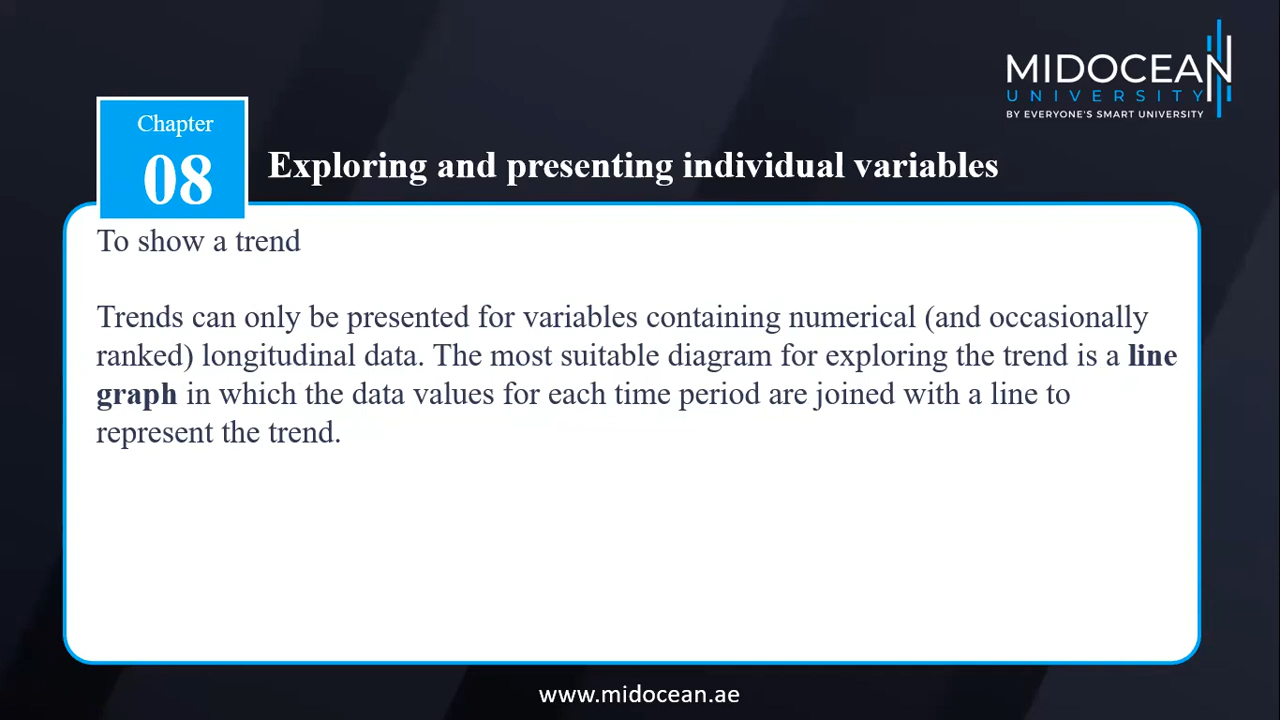 MIDOCEAN
UNIVERSITY
BY EVERYONE'S SMART UNIVERSITY
Chapter
08
Exploring and presenting individual variables
To show a trend
Trends can only be presented for variables containing numerical (and occasionally
ranked) longitudinal data. The most suitable diagram for exploring the trend is a line
graph in which the data values for each time period are joined with a line to
represent the trend.
www.midocean.ae